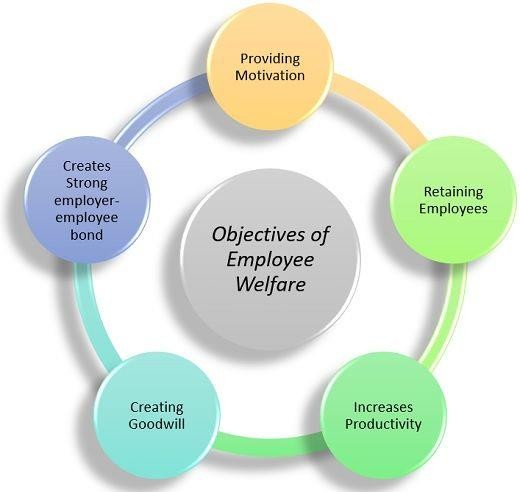 Providing
Motivation
Retaining
Employees
Increases
Productivity
Creating
Goodwill
Creates
Strong
employer-
employee
bond
Objectives of
Employee
Welfare